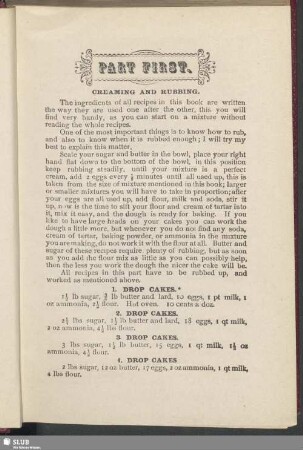 PART FIRST.
CREAMING AND RUBBING.
The ingredients of all recipes in this book are written
the way they are used one after the other, this you will
find very handy, as you can start on a mixture without
reading the whole recipes.
One of the most important things is to know how to rub,
and also to know when it is rubbed enough; I will try my
best to explain this matter.
Scale your sugar and butter in the bowl, place your right
hand flat down to the bottom of the bowl, in this position
keep rubbing steadily, until your mixture is a perfect
cream, add 2 eggs every 3 minutes until all used up, this is
taken from the size of mixture mentioned in this book; larger
or smaller mixtures you will have to take in proportion; after
your eggs are all used up, add flour, milk and soda, stir it
up, now is the time to sift your flour and cream of tartar into
it, mix it easy, and the dough is ready for baking. If you
like to have large heads on your cakes you can work the
dough a little more, but whenever you do not find any soda,
cream of tartar, baking powder, or ammonia in the mixture
you are making, do not work it with the flour at all. Butter and
sugar of these recipes require plenty of rubbing, but as soon
as you add the flour mix as little as you can possibly help,
then the less you work the dough the nicer the cake will be.
All recipes in this part have to be rubbed up, and
worked as mentioned above.
1. DROP CAKES.*
1½ lb sugar, ¾ lb butter and lard, 10 eggs, 1 pt milk, 1
oz ammonia, 2½ flour. Hot oven. 10 cents a doz.
2. DROP CAKES.
2½ lbs sugar, 1½ lb butter and lard, 18 eggs, 1 qt milk,
2 oz ammonia, 4½ lbs flour.
3. DROP CAKES.
3 lbs sugar, 1½ lb butter, 15 eggs, 1 qt milk, 1½ oz
ammonia, 4½ flour.
4. DROP CAKES
2 lbs sugar, 12 oz butter, 17 eggs, 2 oz ammonia, 1 qt milk,
4 lbs flour.
SLUB